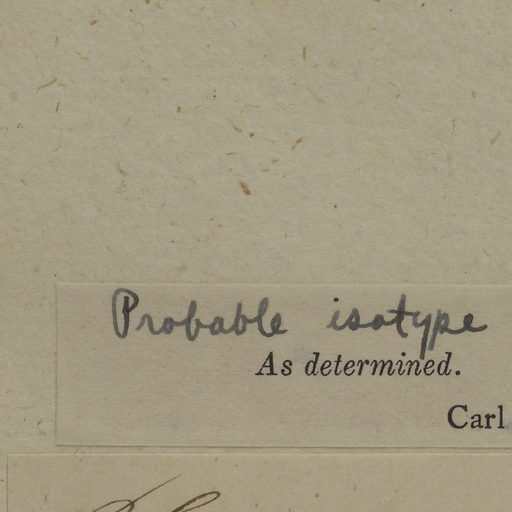 Probable isotype
As determined.
Carl